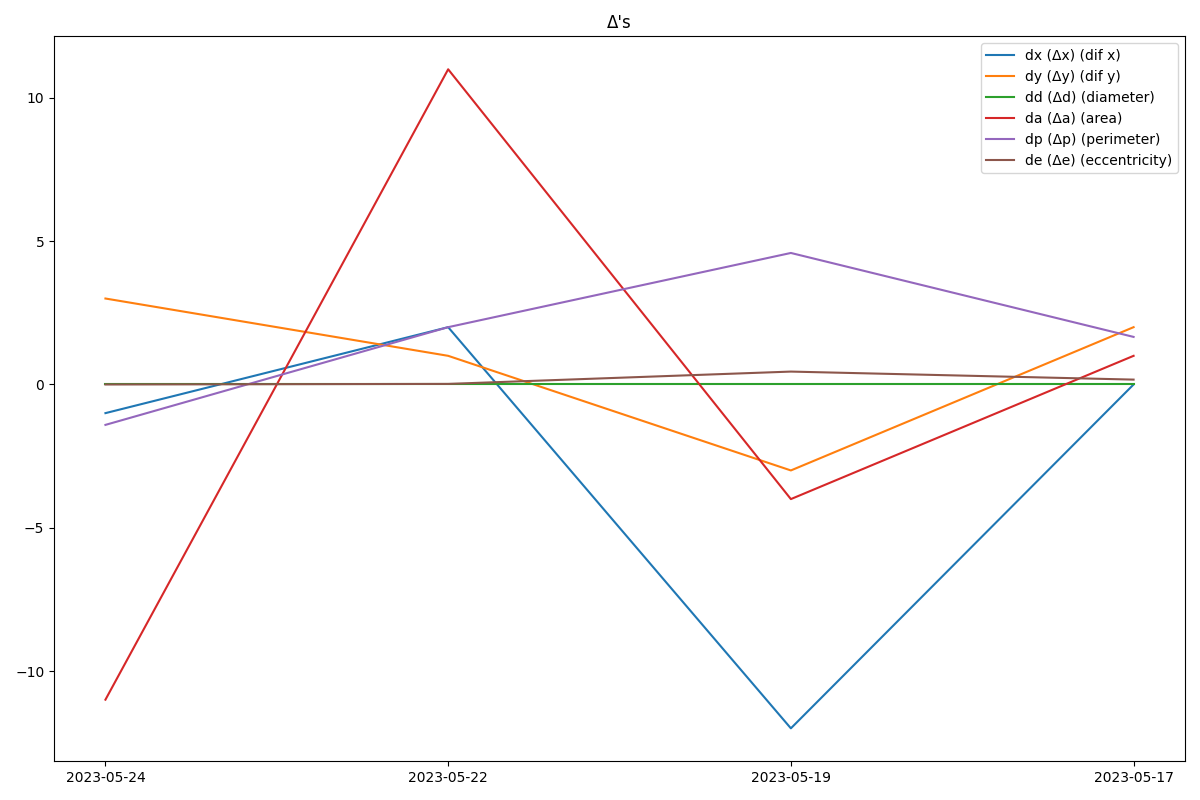 Δ's
dx (Δx) (dif x)
dy (Δy) (dif y)
dd (Δd) (diameter)
da (Δa) (area)
dp (Δp) (perimeter)
de (Δe) (eccentricity)
10
5
0
−5
−10
2023-05-24 2023-05-22 2023-05-19 2023-05-17